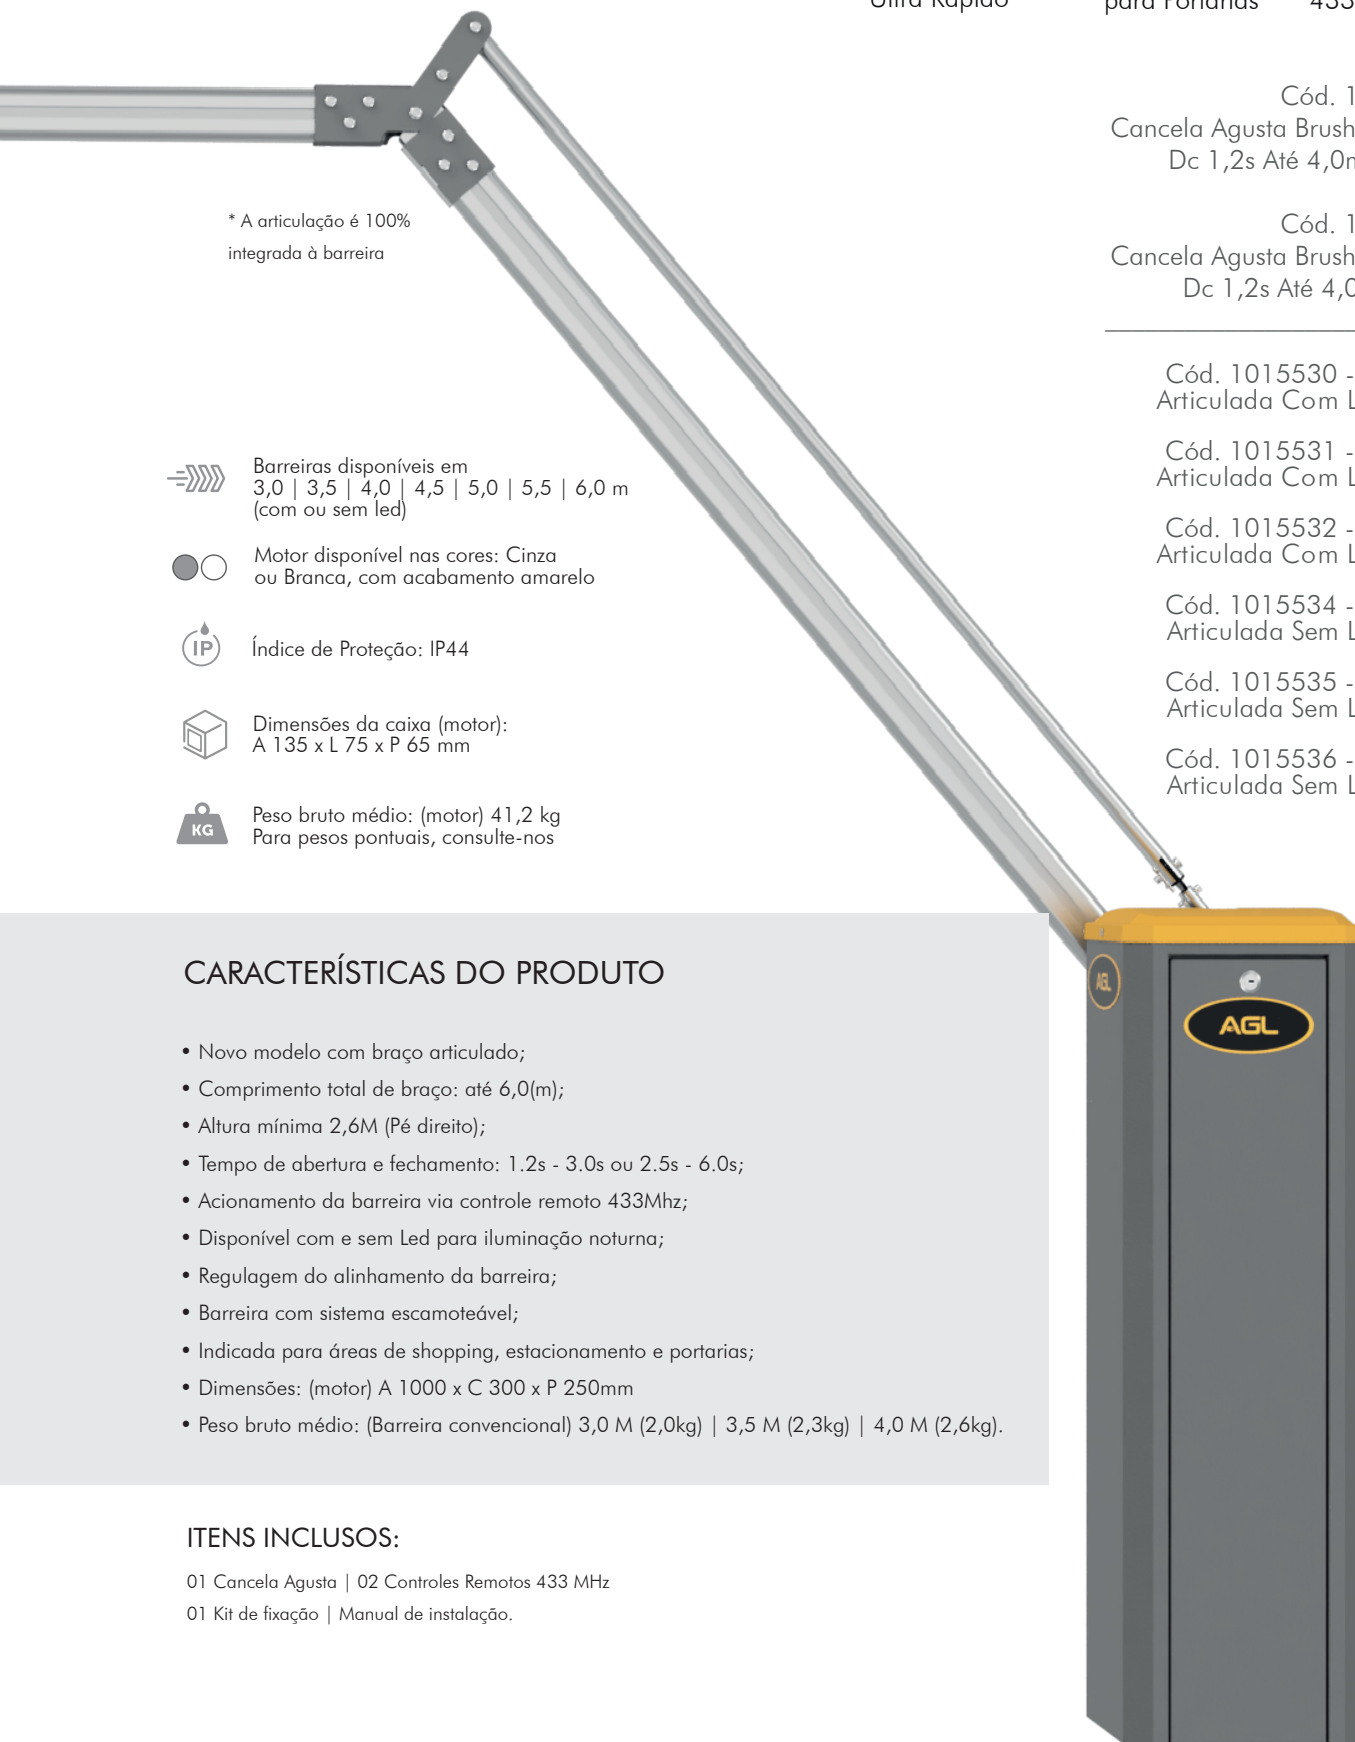 para Portarias
* A articulação é 100%
integrada à barreira
Barreiras disponíveis em
3,0 | 3,5 | 4,0 | 4,5 | 5,0 | 5,5 | 6,0 m
(com ou sem led)
Motor disponível nas cores: Cinza
ou Branca, com acabamento amarelo
IP
Índice de Proteção: IP44
Dimensões da caixa (motor):
A 135 x L 75 x P 65 mm
KG
Peso bruto médio: (motor) 41,2 kg
Para pesos pontuais, consulte-nos
Cód. 1
Cancela Agusta Brush
Dc 1,2s Até 4,0
Cód. 1
Cancela Agusta Brush
Dc 1,2s Até 4,0
Cód. 1015530 -
Articulada Com L
Cód. 1015531 -
Articulada Com L
Cód. 1015532 -
Articulada Com L
Cód. 1015534 -
Articulada Sem L
Cód. 1015535 -
Articulada Sem L
Cód. 1015536 -
Articulada Sem L
AGL
AGL
CARACTERÍSTICAS DO PRODUTO
• Novo modelo com braço articulado;
• Comprimento total de braço: até 6,0(m);
• Altura mínima 2,6M (Pé direito);
• Tempo de abertura e fechamento: 1.2s - 3.0s ou 2.5s - 6.0s;
• Acionamento da barreira via controle remoto 433Mhz;
• Disponível com e sem Led para iluminação noturna;
• Regulagem do alinhamento da barreira;
• Barreira com sistema escamoteável;
• Indicada para áreas de shopping, estacionamento e portarias;
• Dimensões: (motor) A 1000 x C 300 x P 250mm
• Peso bruto médio: (Barreira convencional) 3,0 M (2,0kg) | 3,5 M (2,3kg) | 4,0 M (2,6kg).
ITENS INCLUSOS:
01 Cancela Agusta | 02 Controles Remotos 433 MHz
01 Kit de fixação | Manual de instalação.